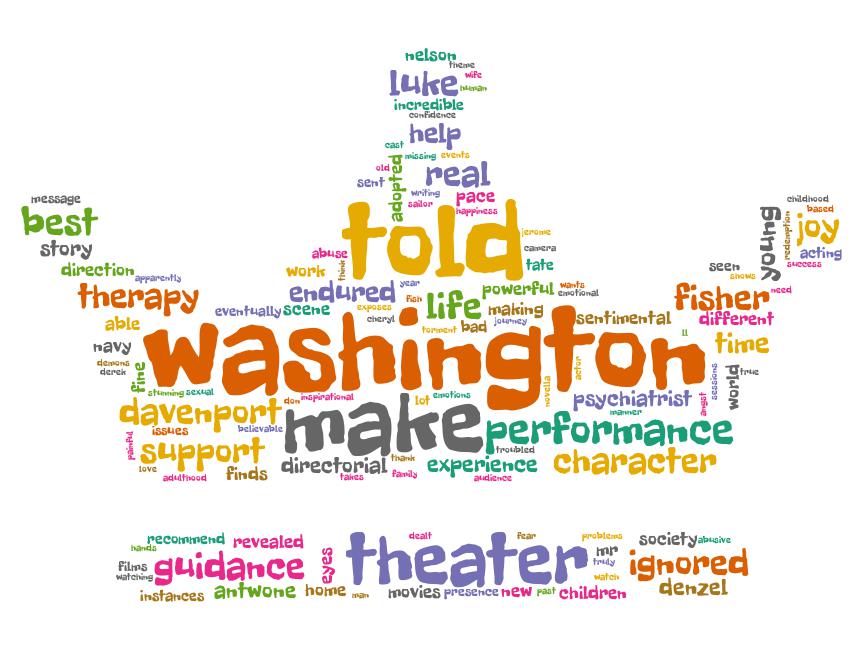 nelson
theme
luke
wife
human
incredible
confidence
help
cast
missing
events
old
sent
adopted
real
writing
sailor
pace
happiness
message
best
story
direction
apparently
therapy
able
navy
demons
derek
fine
told
jerome
camera
tate
abuse
think
work
endured
year
fish
life
powerful
wants
emotional
eventually
scene
exposes
cheryl
making
journey
torment
bad
sentimental
childhood
young
based
redemption
joy
acting
success
seen
shows
fisher
need
different
ll
time
washington
world
true
sessions
angst
actor
novella
psychiatrist
manner
stunning
sexual
don
inspirational
lot
emotions
davenport
issues
believable
make
performance
troubled
painful
support
love
adulthood
finds
directorial
thank
takes
family
experience
audience
character
recommend
hands
revealed
films
watching
guidance
eyes
instances
antwone
home
man
dealt
theater
fear
movies
presence
new
past
children
problems
mr
truly
watch
society
abusive
ignored
denzel